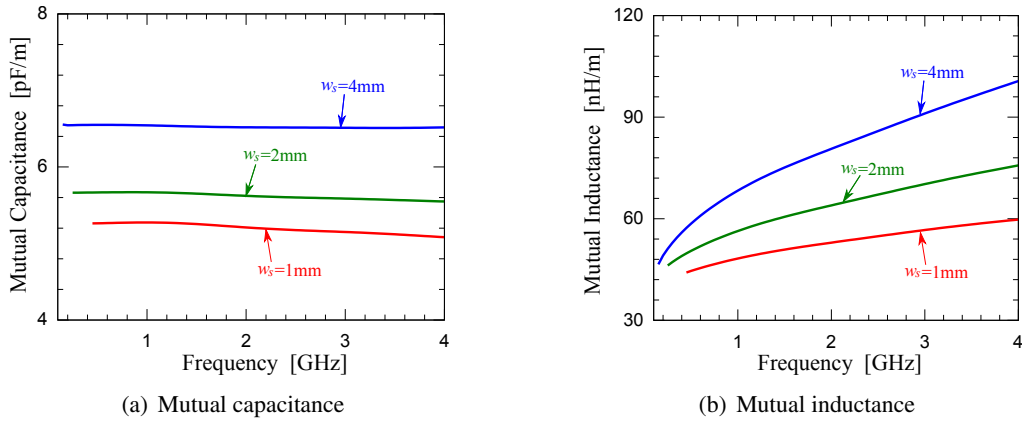 8
6
4
1
2
3
4
Mutual Capacitance [pF/m]
Frequency [GHz]
wₛ=4mm
wₛ=2mm
wₛ=1mm
(a) Mutual capacitance
120
90
60
30
1
2
3
4
Mutual Inductance [nH/m]
Frequency [GHz]
wₛ=4mm
wₛ=2mm
wₛ=1mm
(b) Mutual inductance